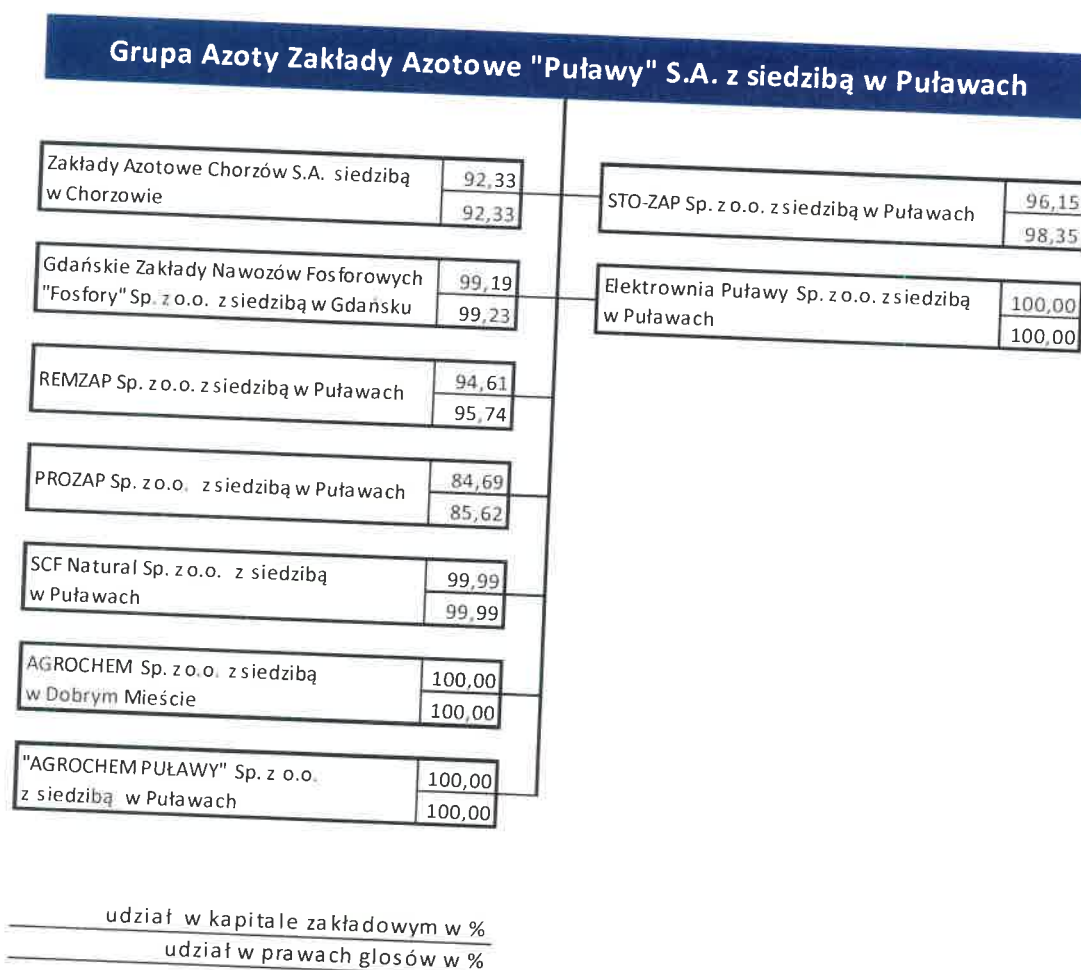 Grupa Azoty Zakłady Azotowe "Puławy" S.A. z siedzibą w Puławach
Zakłady Azotowe Chorzów S.A. siedzibą
w Chorzowie
92,33
92,33
STO-ZAP Sp. z o.o. z siedzibą w Puławach
96,15
98,35
Gdańskie Zakłady Nawozów Fosforowych
"Fosfory" Sp. z o.o. z siedzibą w Gdańsku
99,19
99,23
Elektrownia Puławy Sp. z o.o. z siedzibą
w Puławach
100,00
100,00
REMZAP Sp. z o.o. z siedzibą w Puławach
94,61
95,74
PROZAP Sp. z o.o. z siedzibą w Puławach
84,69
85,62
SCF Natural Sp. z o.o. z siedzibą
w Puławach
99,99
99,99
AGROCHEM Sp. z o.o. z siedzibą
w Dobrym Mieście
100,00
100,00
"AGROCHEM PUŁAWY" Sp. z o.o.
z siedzibą w Puławach
100,00
100,00
udział w kapitale zakładowym w %
udział w prawach glosów w %